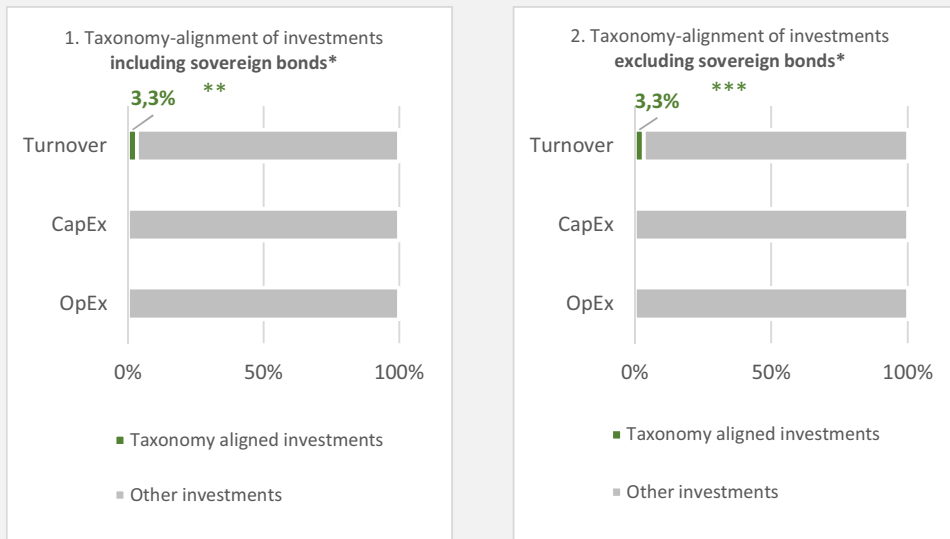 1. Taxonomy-alignment of investments
including sovereign bonds*
**
3,3%
Turnover
CapEx
OpEx
0% 50% 100%
Taxonomy aligned investments
Other investments
2. Taxonomy-alignment of investments
excluding sovereign bonds*
***
3,3%
Turnover
CapEx
OpEx
0% 50% 100%
Taxonomy aligned investments
Other investments